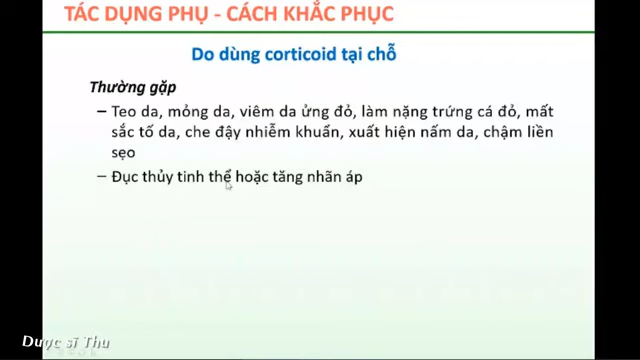 TÁC DỤNG PHỤ - CÁCH KHẮC PHỤC
Do dùng corticoid tại chỗ
Thường gặp
– Teo da, mỏng da, viêm da ửng đỏ, làm nặng trứng cá đỏ, mất
sắc tố da, che đậy nhiễm khuẩn, xuất hiện nấm da, chậm liền
sẹo
– Đục thủy tinh thể hoặc tăng nhãn áp
Dược sĩ Thu